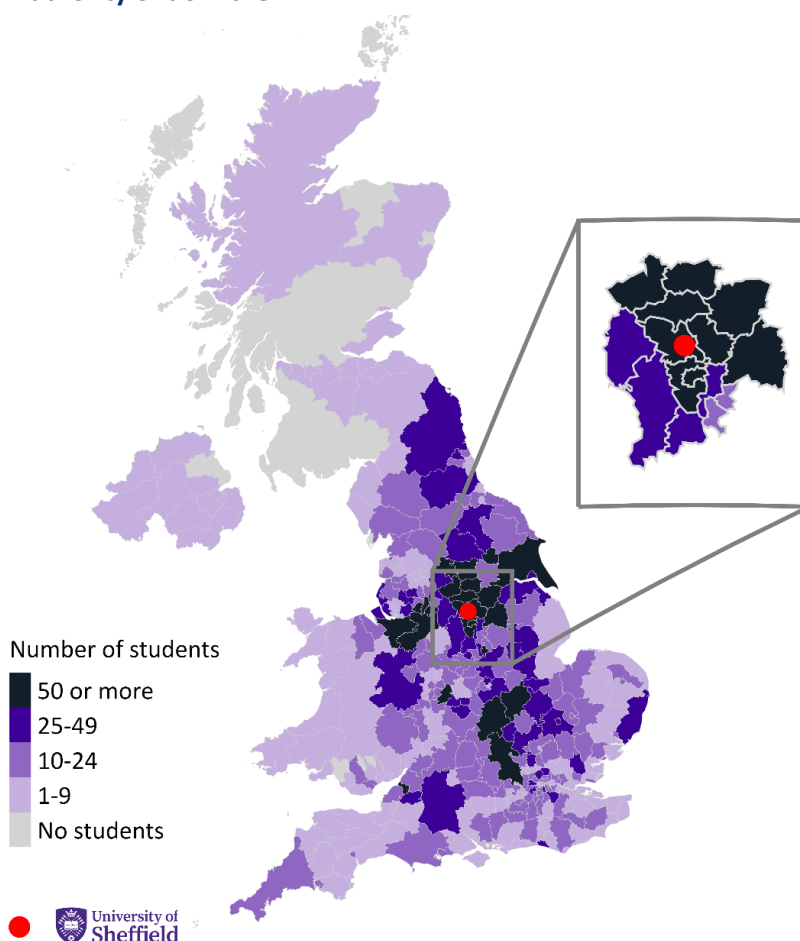 Number of students
50 or more
25-49
10-24
1-9
No students
University of
Sheffield